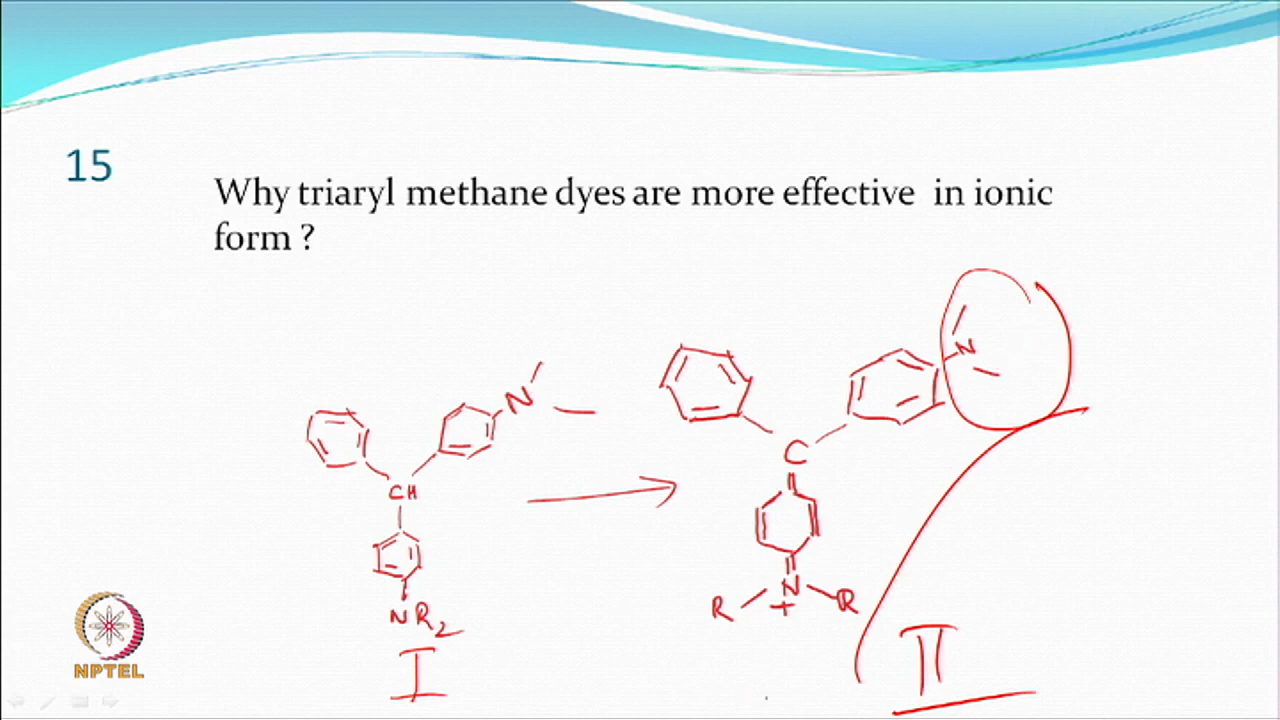 15
Why triaryl methane dyes are more effective in ionic
form ?
N
CH
NR2
I
N
C
R N R
+
II
NPTEL